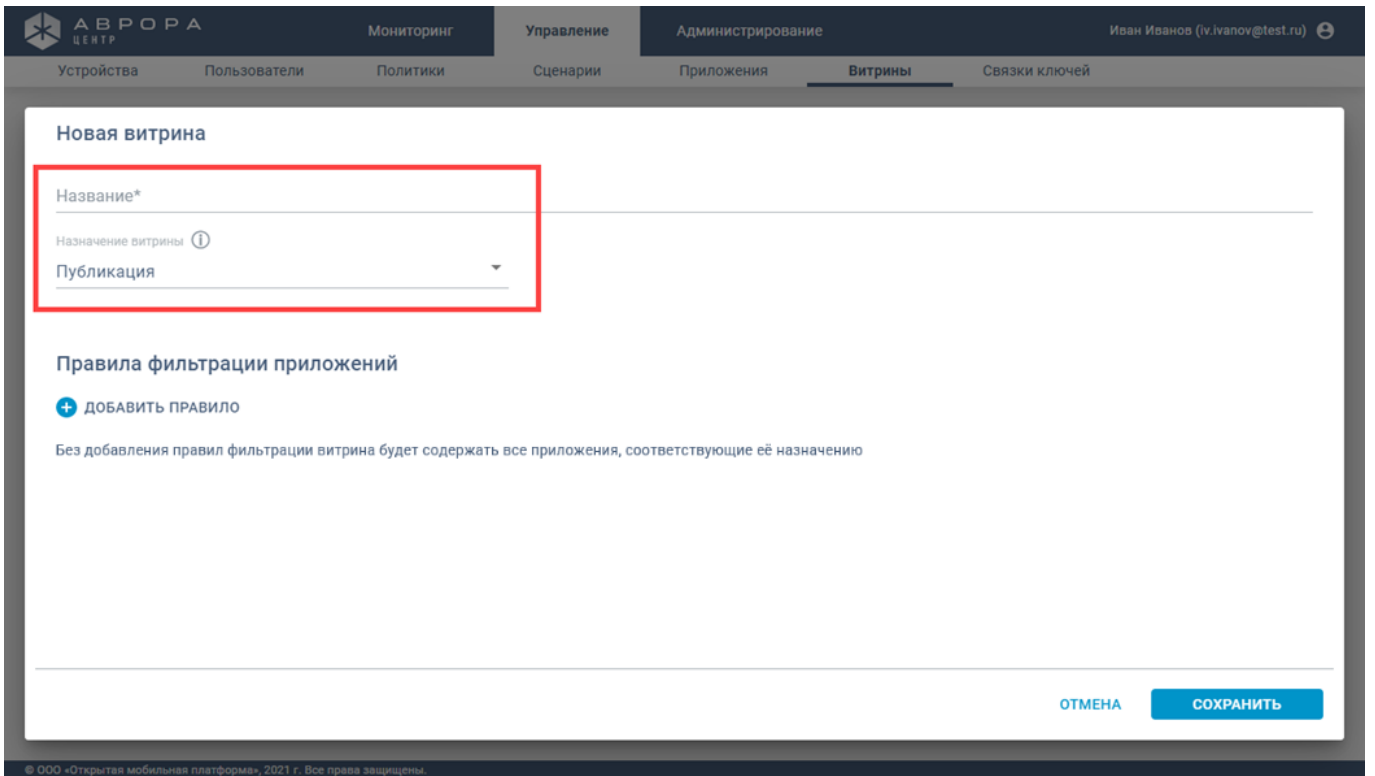 АВРОРА
ЦЕНТР
Мониторинг
Управление
Администрирование
Иван Иванов (iv.ivanov@test.ru)
Устройства
Пользователи
Политики
Сценарии
Приложения
Витрины
Связки ключей
Новая витрина
Название*
Назначение витрины
Публикация
Правила фильтрации приложений
ДОБАВИТЬ ПРАВИЛО
Без добавления правил фильтрации витрина будет содержать все приложения, соответствующие её назначению
ОТМЕНА
СОХРАНИТЬ
© ООО «Открытая мобильная платформа», 2021 г. Все права защищены.